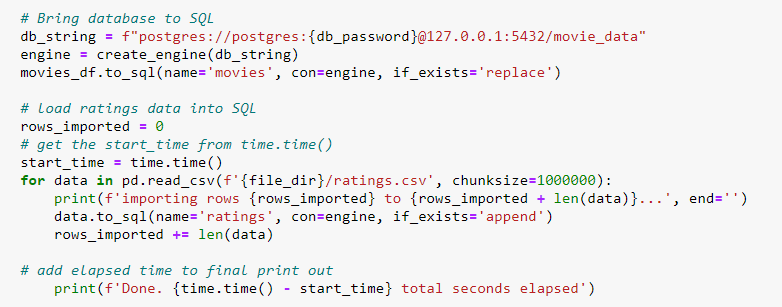 # Bring database to SQL
db_string = f"postgres://postgres:{db_password}@127.0.0.1:5432/movie_data"
engine = create_engine(db_string)
movies_df.to_sql(name='movies', con=engine, if_exists='replace')
# load ratings data into SQL
rows_imported = 0
# get the start_time from time.time()
start_time = time.time()
for data in pd.read_csv(f'{file_dir}/ratings.csv', chunksize=1000000):
    print(f'importing rows {rows_imported} to {rows_imported + len(data)}...', end='')
    data.to_sql(name='ratings', con=engine, if_exists='append')
    rows_imported += len(data)
# add elapsed time to final print out
    print(f'Done. {time.time() - start_time} total seconds elapsed')